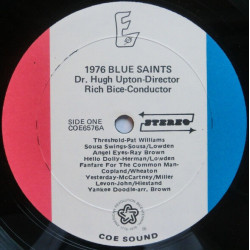 E
1976 BLUE SAINTS
Dr. Hugh Upton-Director
Rich Bice-Conductor
SIDE ONE
COE6576A
STEREO
Threshold-Pat Williams
Sousa Swings-Sousa/Lowden
Angel Eyes-Ray Brown
Hello Dolly-Herman/Lowden
Fanfare For The Common Man-
Copland/Wheaton
Yesterday-McCartney/Miller
Levon-John/Hiestand
Yankee Doodle-arr. Brown
COE SOUND